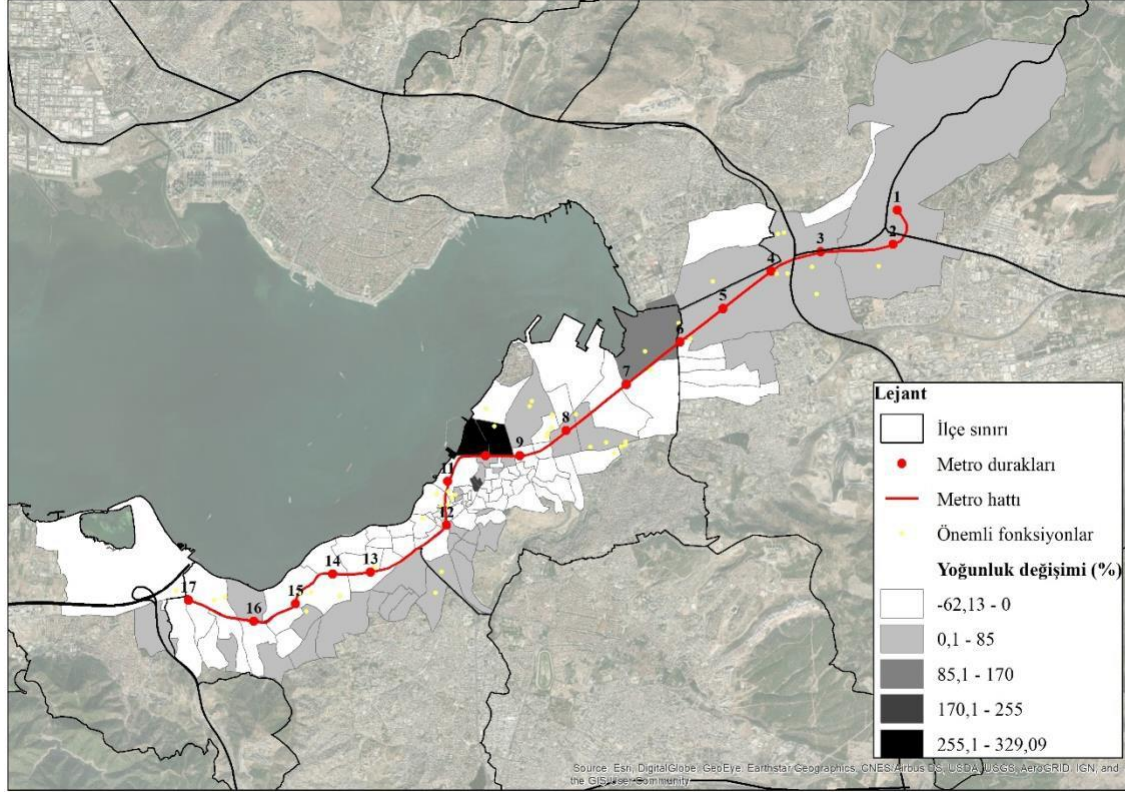 1
2
3
4
5
6
7
8
9
11
12
13
14
15
16
17
Lejant
İlçe sınırı
Metro durakları
Metro hattı
Önemli fonksiyonlar
Yoğunluk değişimi (%)
-62,13 - 0
0,1 - 85
85,1 - 170
170,1 - 255
255,1 - 329,09
Source: Esri, DigitalGlobe, GeoEye, Earthstar Geographics, CNES/Airbus DS, USDA, USGS, AeroGRID, IGN, and
the GIS User Community